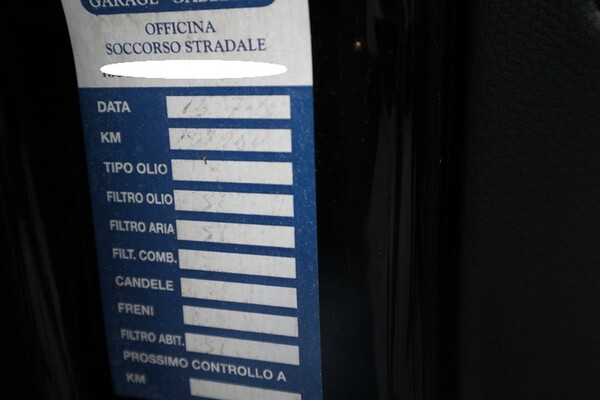 GARAGE
OFFICINA
SOCCORSO STRADALE
DATA
KM
TIPO OLIO
FILTRO OLIO
FILTRO ARIA
FILT. COMB.
CANDELE
FRENI
FILTRO ABIT.
PROSSIMO CONTROLLO A
KM